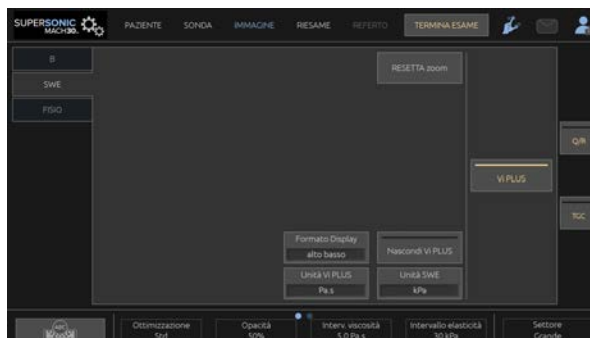 SUPERSONIC
MACH30.
PAZIENTE
SONDA
IMMAGINE
RIESAME
REFERTO
TERMINA ESAME
B
SWE
FISIO
RESETTA zoom
Q/R
Vi PLUS
TGC
Formato Display
alto basso
Nascondi Vi PLUS
Unità Vi PLUS
Pa.s
Unità SWE
kPa
ABC
Ottimizzazione
Std
Opacità
50%
Interv. viscosità
5.0 Pa.s
Intervallo elasticità
30 kPa
Settore
Grande